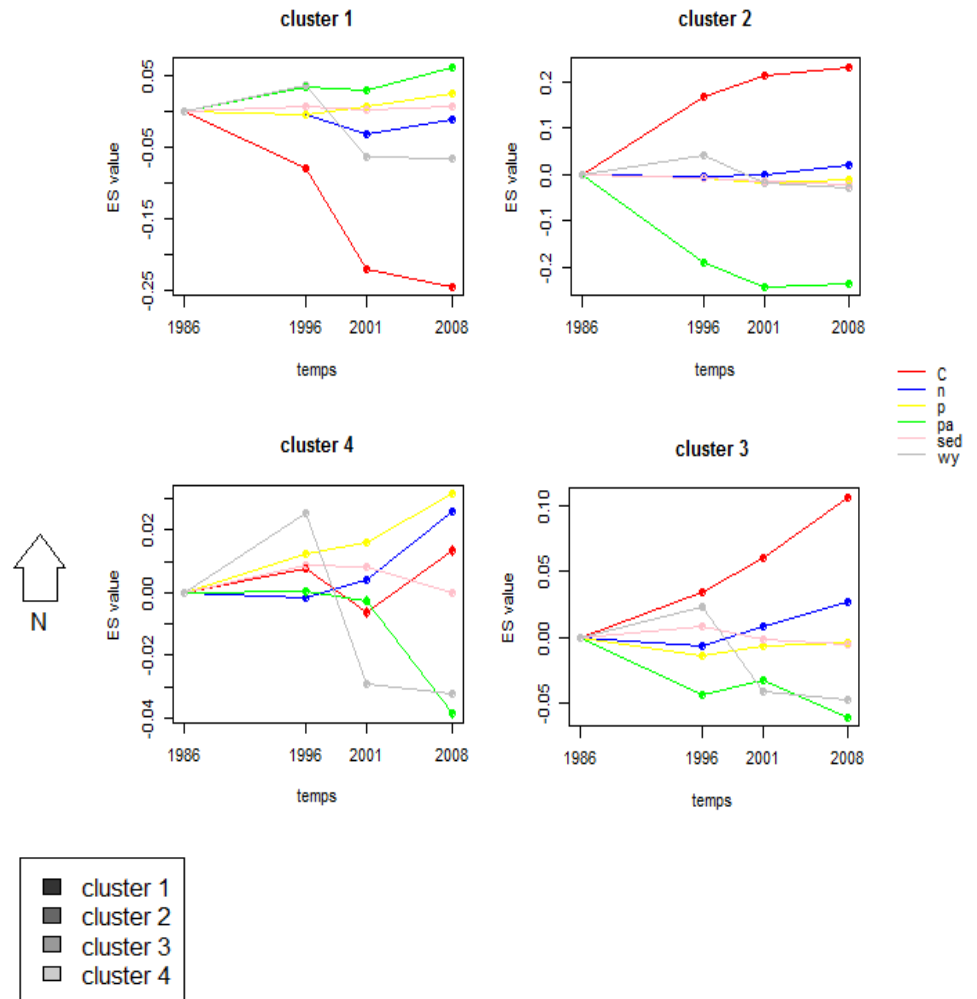 cluster 1
ES value
0.05
-0.05
-0.15
-0.25
1986 1996 2001 2008
temps
cluster 2
ES value
0.2
0.1
0.0
-0.1
-0.2
1986 1996 2001 2008
temps
C
n
p
pa
sed
wy
cluster 4
ES value
0.02
0.00
-0.02
-0.04
1986 1996 2001 2008
temps
cluster 3
ES value
0.10
0.05
0.00
-0.05
1986 1996 2001 2008
temps
N
cluster 1
cluster 2
cluster 3
cluster 4